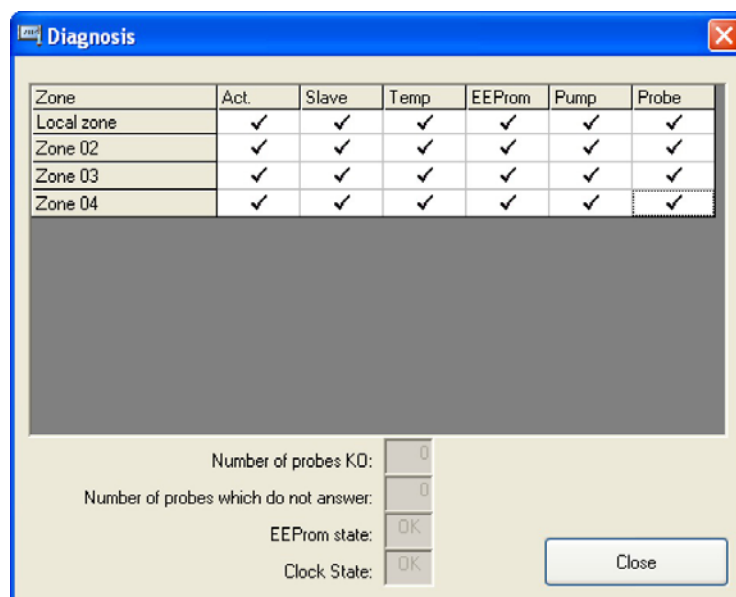 Diagnosis
Zone Act. Slave Temp EEProm Pump Probe
Local zone ✓ ✓ ✓ ✓ ✓ ✓
Zone 02 ✓ ✓ ✓ ✓ ✓ ✓
Zone 03 ✓ ✓ ✓ ✓ ✓ ✓
Zone 04 ✓ ✓ ✓ ✓ ✓ ✓
Number of probes KO: 0
Number of probes which do not answer: 0
EEProm state: OK
Clock State: OK
Close